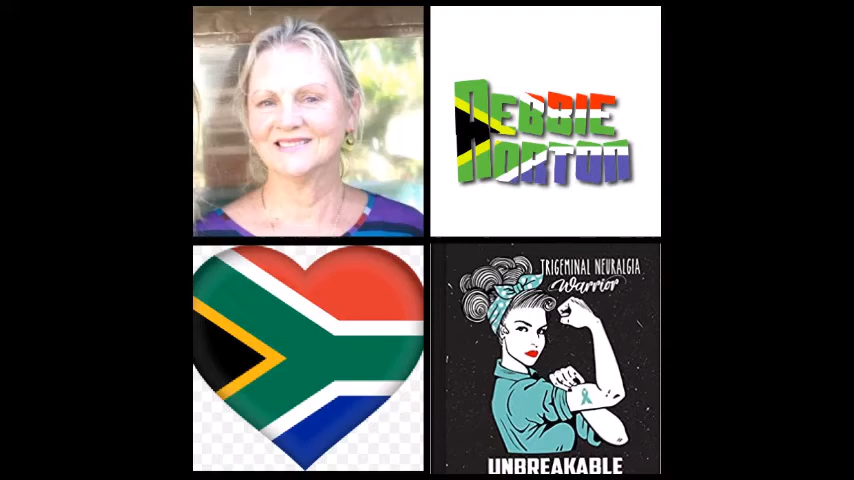 DEBBIE
NORTON
TRIGEMINAL NEURALGIA
Warrior
UNBREAKABLE